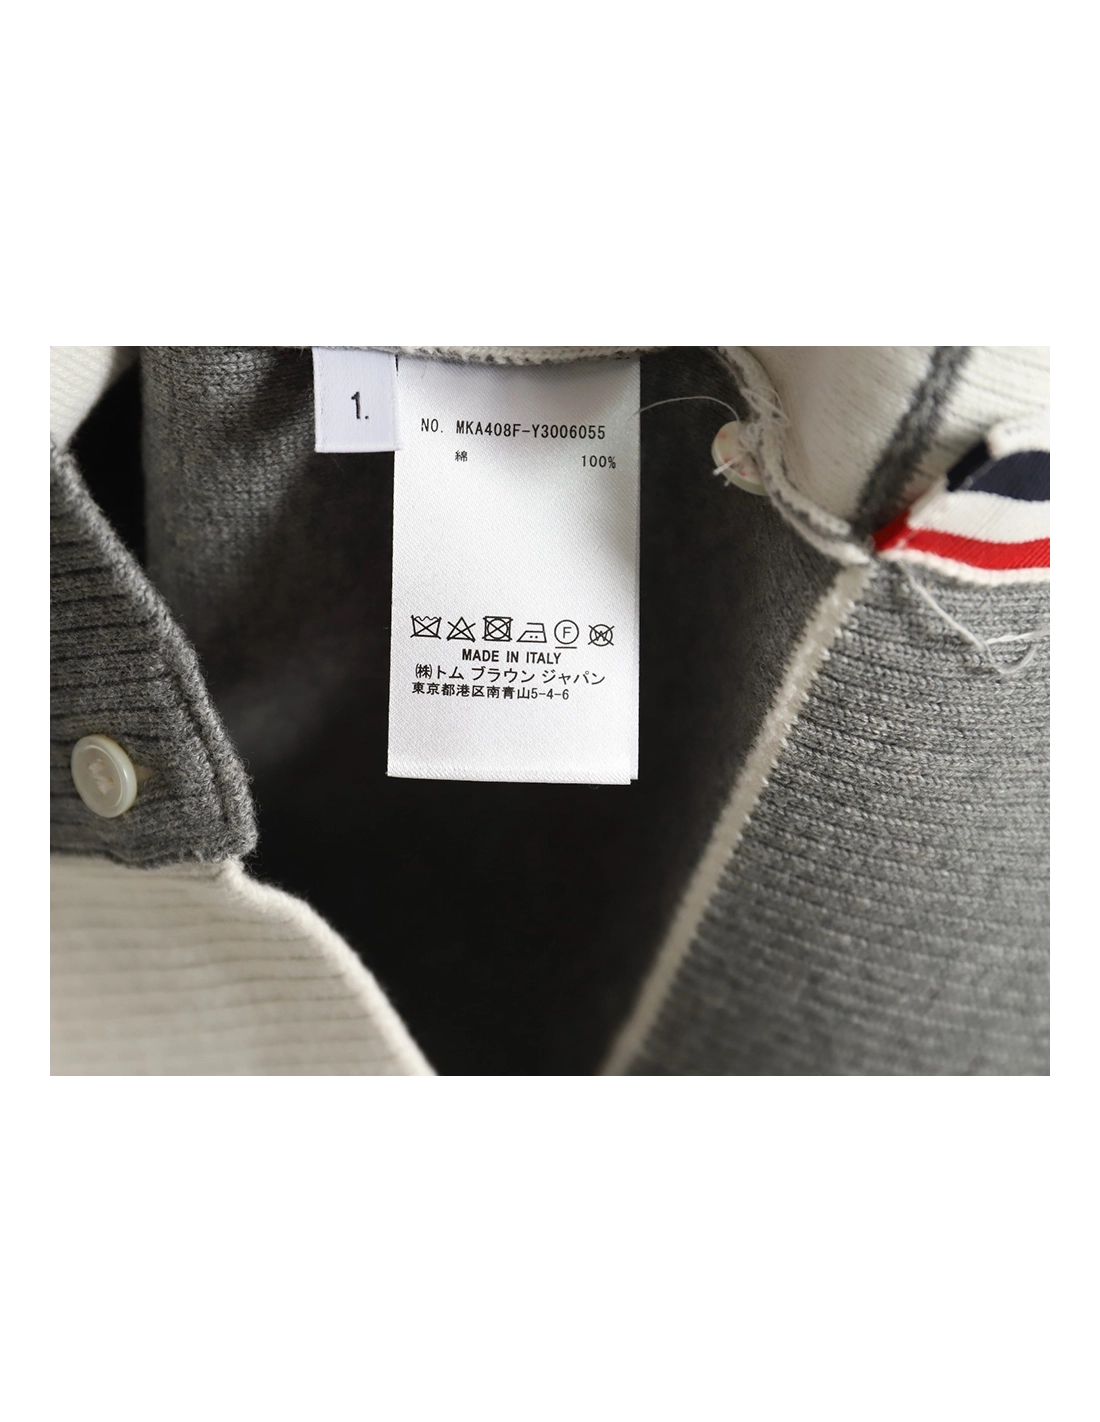 1.
NO. MKA408F-Y3006055
綿 100%
F
W
MADE IN ITALY
㈱トム ブラウン ジャパン
東京都港区南青山5-4-6